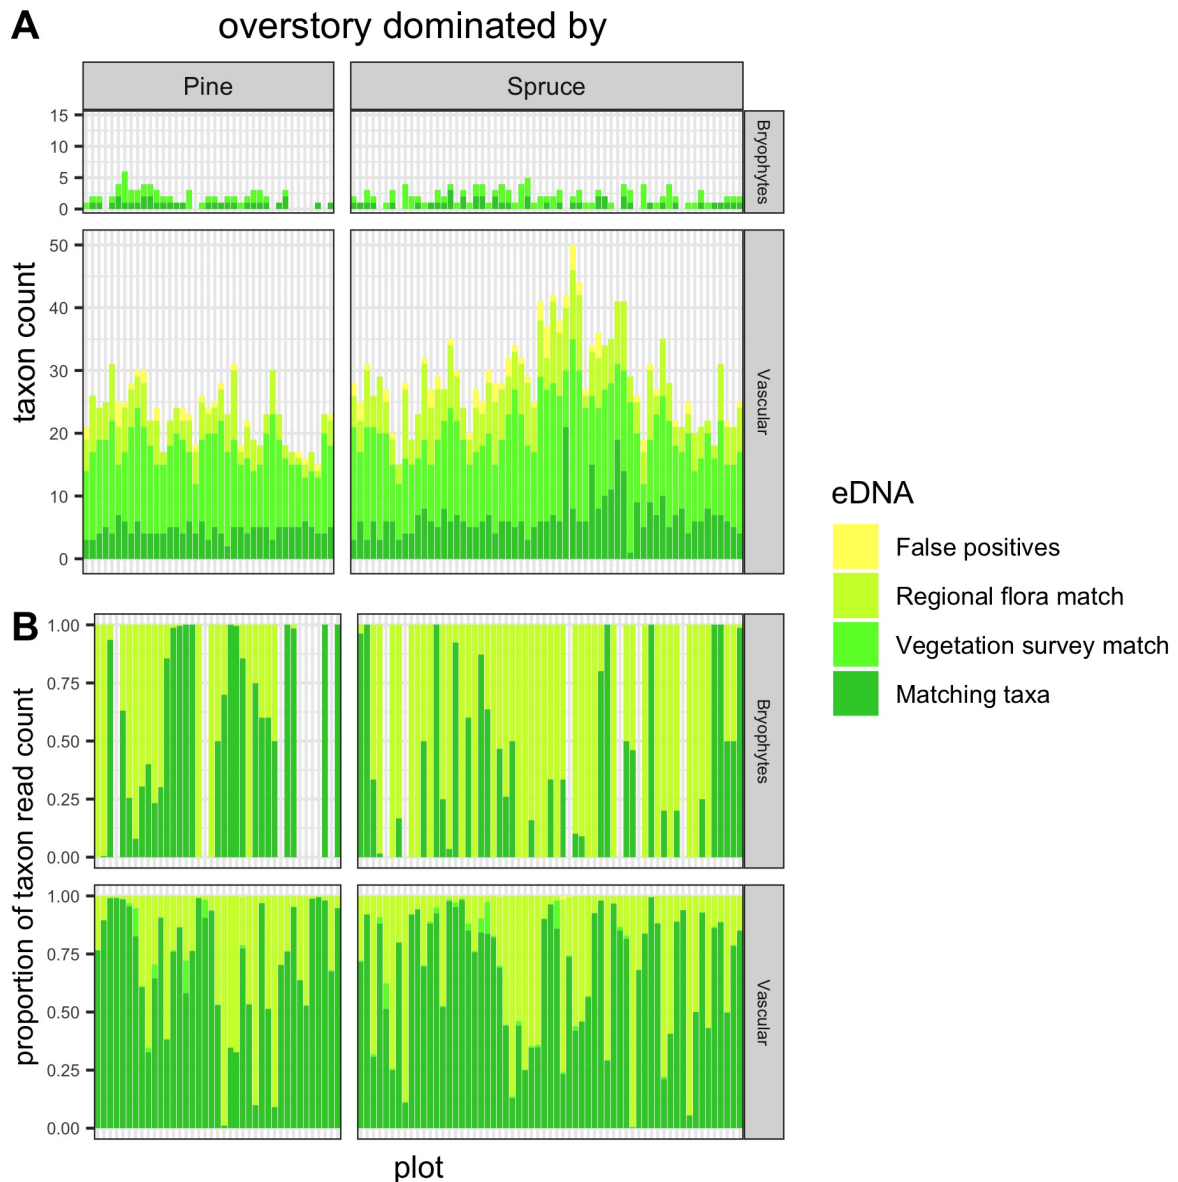 A
overstory dominated by
Pine
Spruce
15
10
5
0
Bryophytes
taxon count
50
40
30
20
10
0
Vascular
eDNA
False positives
Regional flora match
Vegetation survey match
Matching taxa
B
proportion of taxon read count
1.00
0.75
0.50
0.25
0.00
Bryophytes
1.00
0.75
0.50
0.25
0.00
Vascular
plot